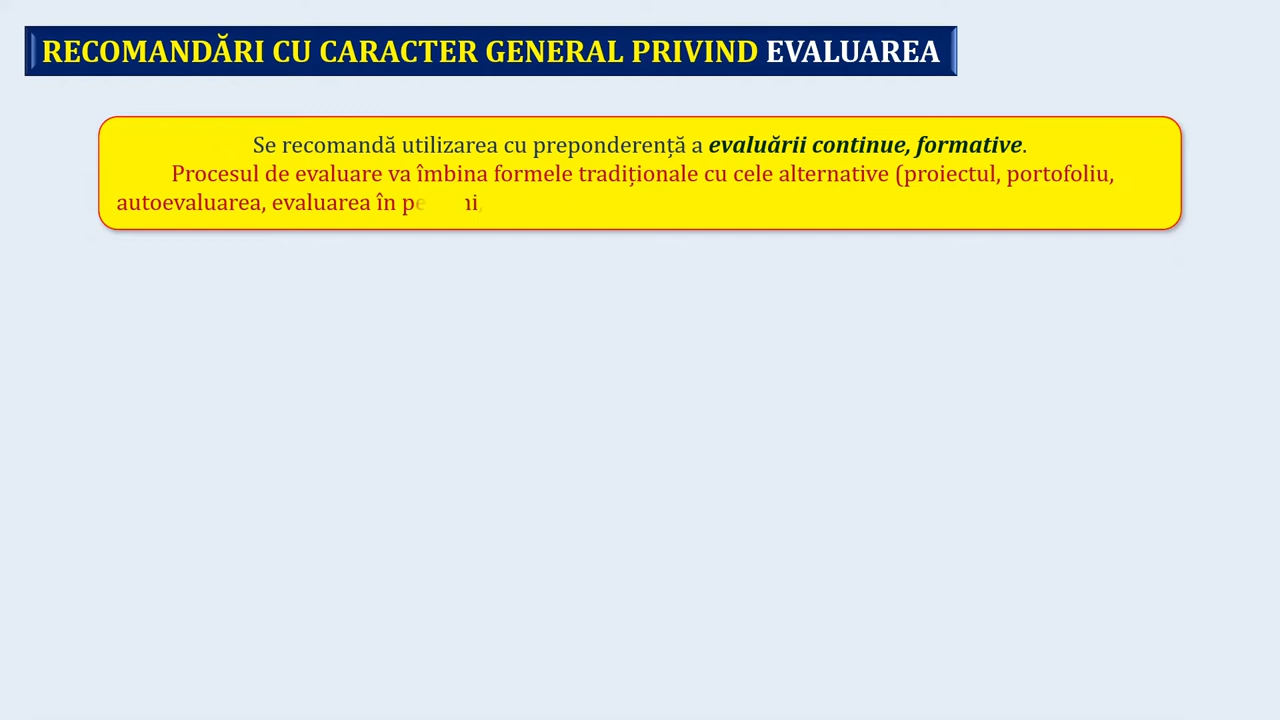 RECOMANDĂRI CU CARACTER GENERAL PRIVIND EVALUAREA
Se recomandă utilizarea cu preponderență a evaluării continue, formative.
Procesul de evaluare va îmbina formele tradiționale cu cele alternative (proiectul, portofoliu,
autoevaluarea, evaluarea în